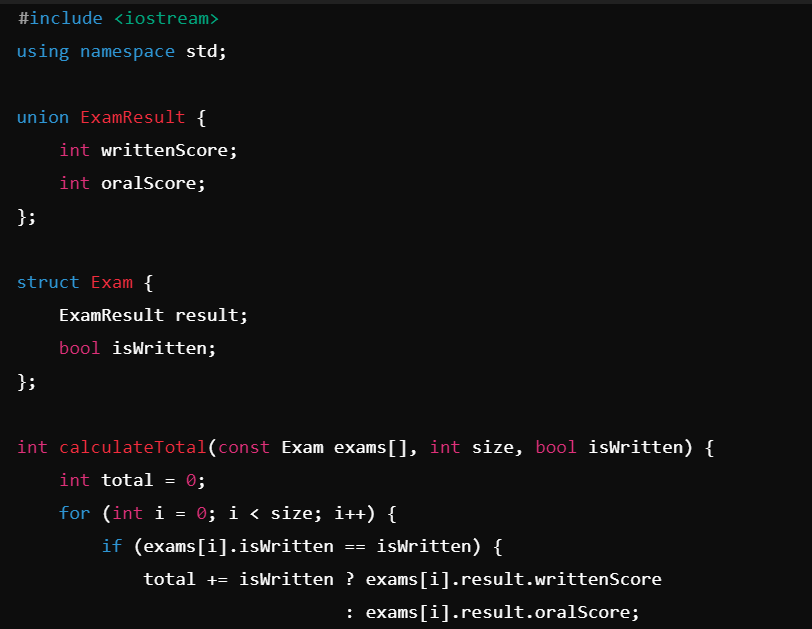 #include <iostream>
using namespace std;
union ExamResult {
    int writtenScore;
    int oralScore;
};
struct Exam {
    ExamResult result;
    bool isWritten;
};
int calculateTotal(const Exam exams[], int size, bool isWritten) {
    int total = 0;
    for (int i = 0; i < size; i++) {
        if (exams[i].isWritten == isWritten) {
            total += isWritten ? exams[i].result.writtenScore
                               : exams[i].result.oralScore;